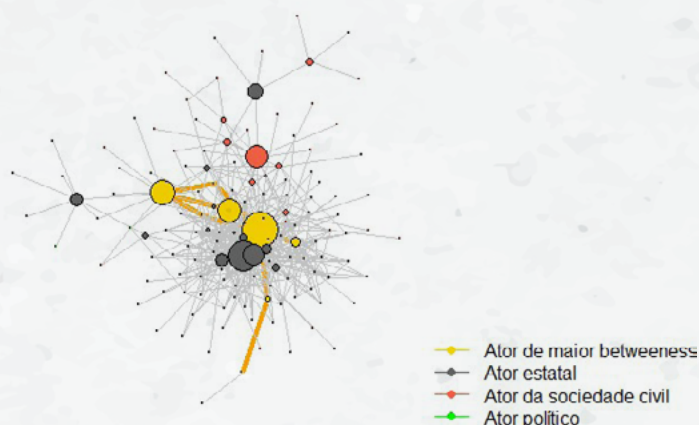 Ator de maior betweeness
Ator estatal
Ator da sociedade civil
Ator político